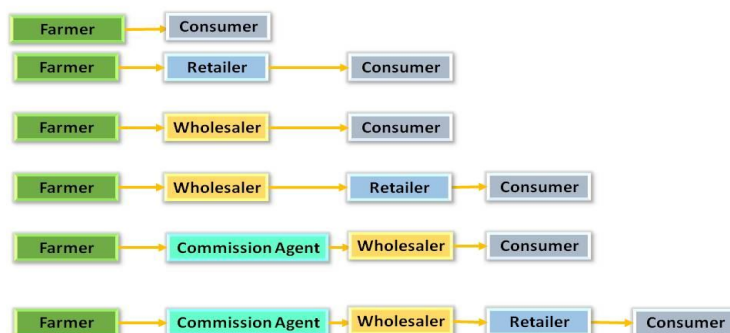 Farmer Consumer
Farmer Retailer Consumer
Farmer Wholesaler Consumer
Farmer Wholesaler Retailer Consumer
Farmer Commission Agent Wholesaler Consumer
Farmer Commission Agent Wholesaler Retailer Consumer